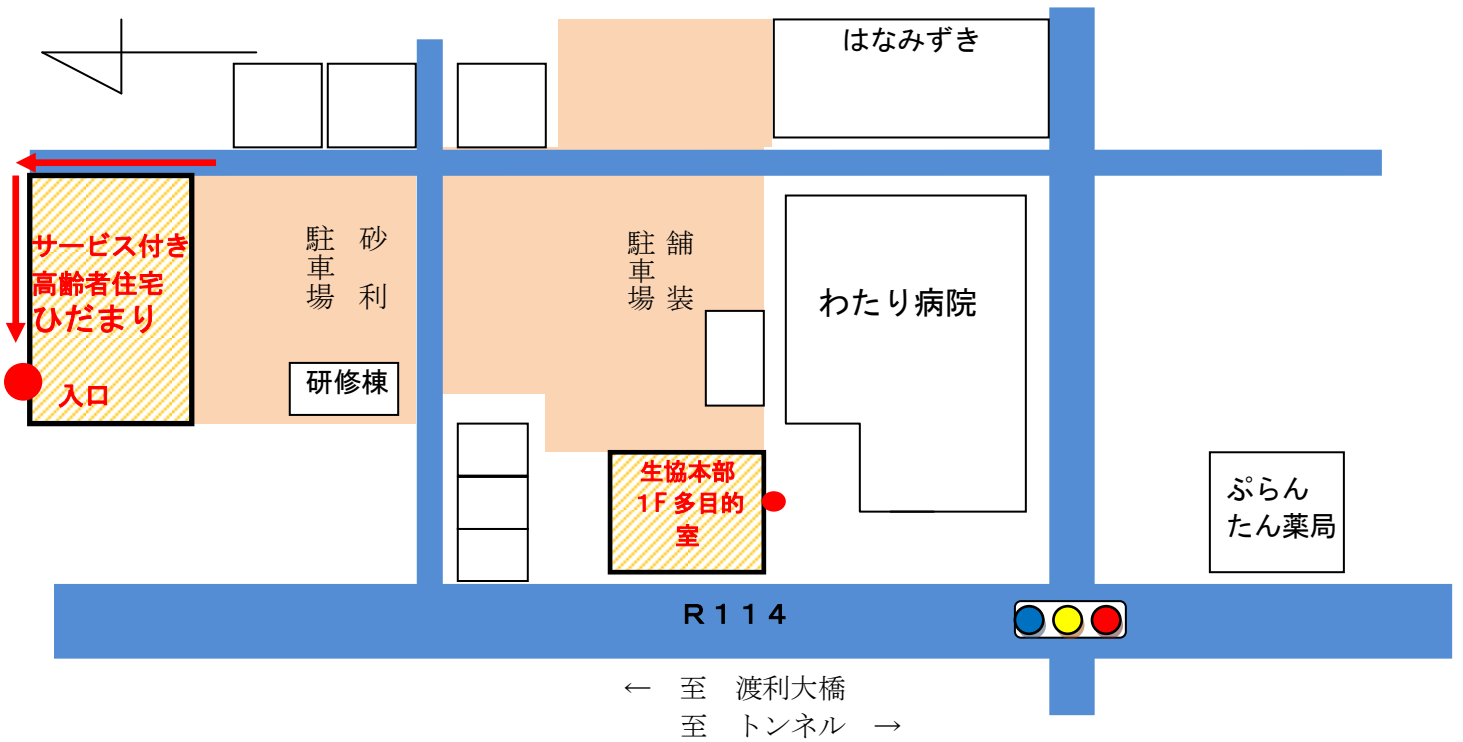 はなみずき
サービス付き
高齢者住宅
ひだまり
入口
砂利
駐車場
研修棟
舗装
駐車場
わたり病院
生協本部
1F多目的
室
ぷらん
たん薬局
R114
← 至 渡利大橋
至 トンネル →